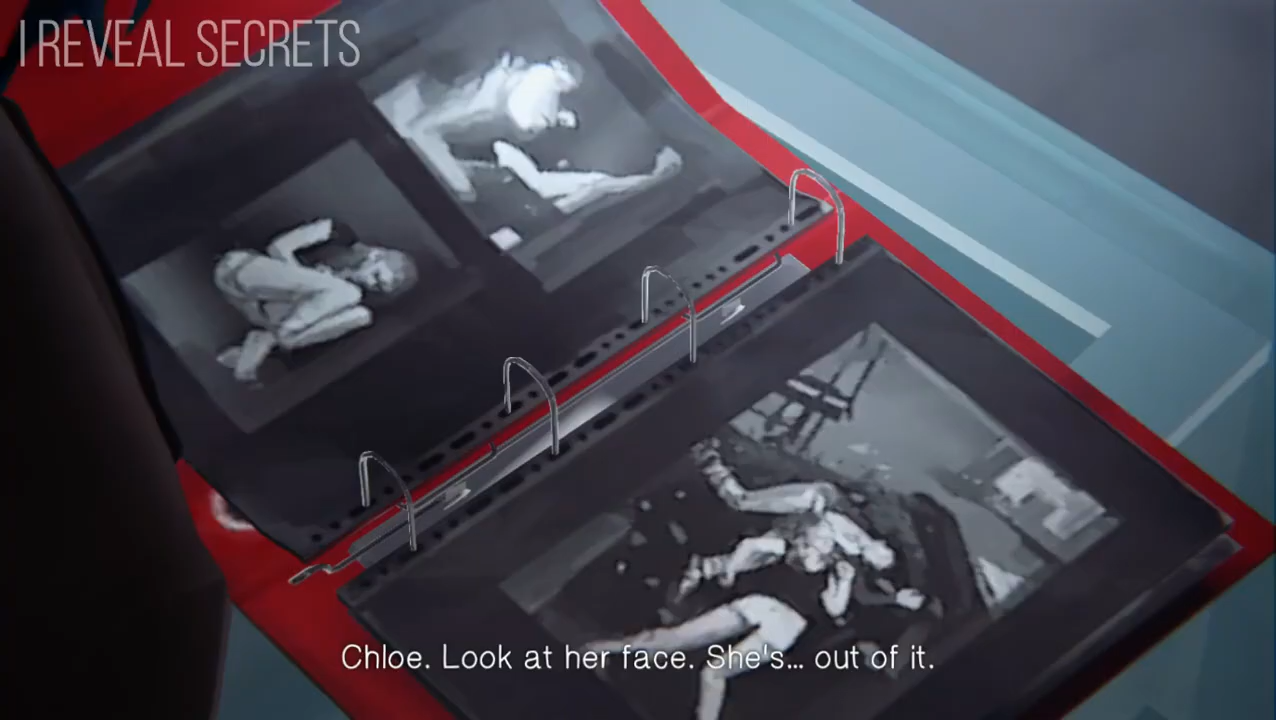 I REVEAL SECRETS
Chloe. Look at her face. She's... out of it.